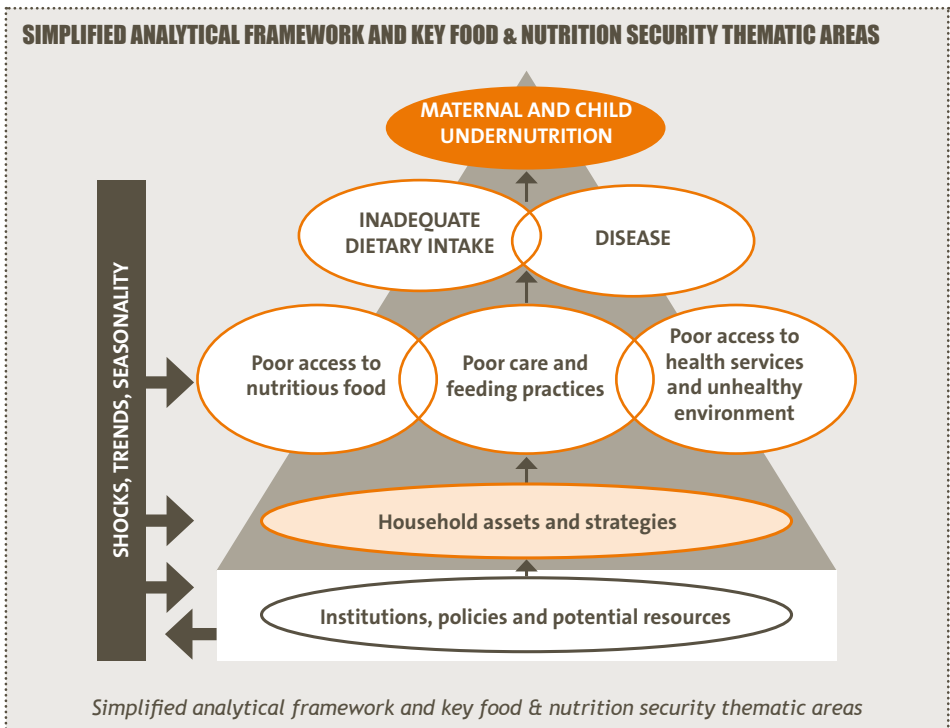 SIMPLIFIED ANALYTICAL FRAMEWORK AND KEY FOOD & NUTRITION SECURITY THEMATIC AREAS
MATERNAL AND CHILD
UNDERNUTRITION
INADEQUATE
DIETARY INTAKE
DISEASE
SHOCKS, TRENDS, SEASONALITY
Poor access to
nutritious food
Poor care and
feeding practices
Poor access to
health services
and unhealthy
environment
Household assets and strategies
Institutions, policies and potential resources
Simplified analytical framework and key food & nutrition security thematic areas